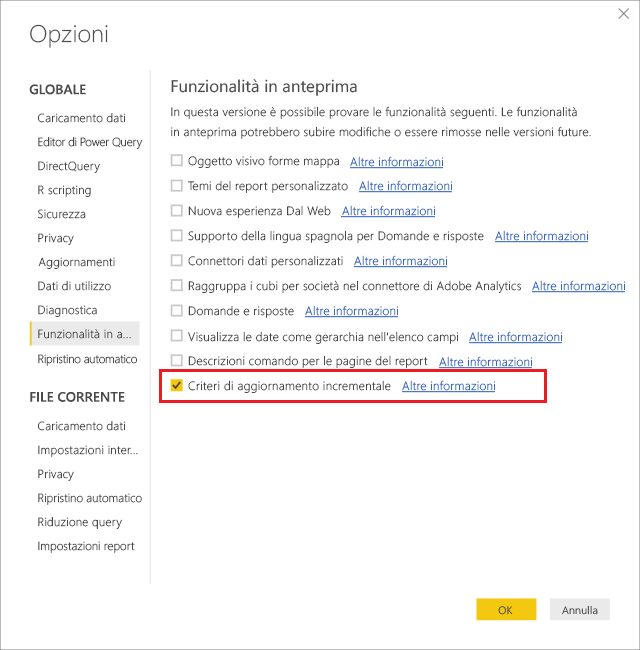 Opzioni
GLOBALE
Caricamento dati
Editor di Power Query
DirectQuery
R scripting
Sicurezza
Privacy
Aggiornamenti
Dati di utilizzo
Diagnostica
Funzionalità in a...
Ripristino automatico
FILE CORRENTE
Caricamento dati
Impostazioni inter...
Privacy
Ripristino automatico
Riduzione query
Impostazioni report
Funzionalità in anteprima
In questa versione è possibile provare le funzionalità seguenti. Le funzionalità
in anteprima potrebbero subire modifiche o essere rimosse nelle versioni future.
Oggetto visivo forme mappa Altre informazioni
Temi del report personalizzato Altre informazioni
Nuova esperienza Dal Web Altre informazioni
Supporto della lingua spagnola per Domande e risposte Altre informazioni
Connettori dati personalizzati Altre informazioni
Raggruppa i cubi per società nel connettore di Adobe Analytics Altre informazioni
Domande e risposte Altre informazioni
Visualizza le date come gerarchia nell'elenco campi Altre informazioni
Descrizioni comando per le pagine del report Altre informazioni
Criteri di aggiornamento incrementale Altre informazioni
OK
Annulla